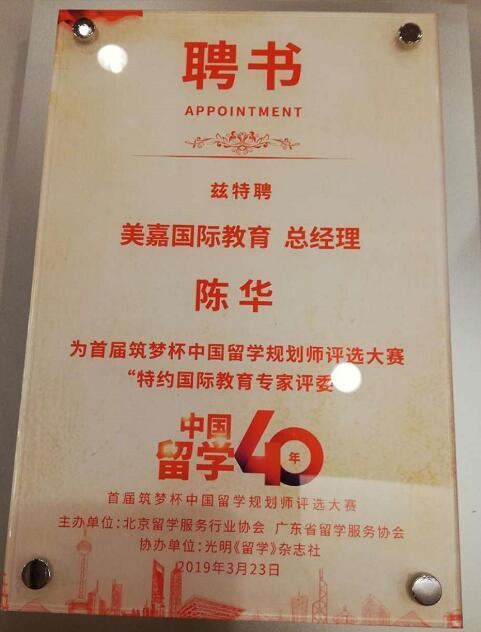 聘书
APPOINTMENT
兹特聘
美嘉国际教育 总经理
陈华
为首届筑梦杯中国留学规划师评选大赛
“特约国际教育专家评委
中国
留学40年
首届筑梦杯中国留学规划师评选大赛
主办单位:北京留学服务行业协会 广东省留学服务协会
协办单位:光明《留学》杂志社
2019年3月23日